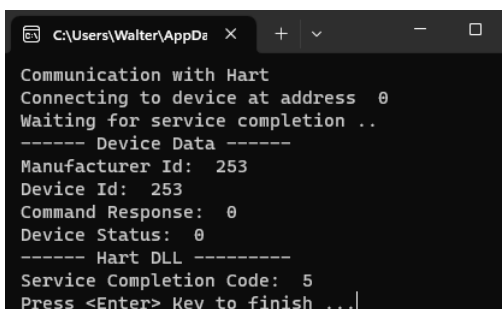 C:\Users\Walter\AppDa
Communication with Hart
Connecting to device at address  0
Waiting for service completion ..
------ Device Data ------
Manufacturer Id:  253
Device Id:  253
Command Response:  0
Device Status:  0
------ Hart DLL ---------
Service Completion Code:  5
Press <Enter> Key to finish ...